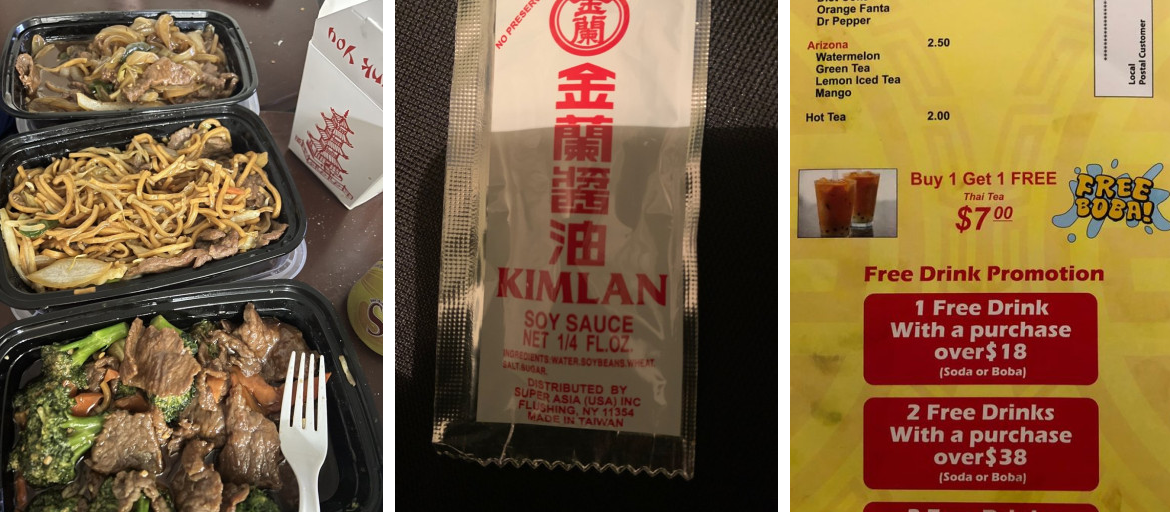 NO PRESERV
金
蘭
金
蘭
醬
油
KIMLAN
SOY SAUCE
NET 1/4 FL.OZ.
INGREDIENTS:WATER.SOYBEANS.WHEAT.
SALT.SUGAR.
DISTRIBUTED BY
SUPER ASIA (USA) INC
FLUSHING, NY 11354
MADE IN TAIWAN
Orange Fanta
Dr Pepper
Arizona 2.50
Watermelon
Green Tea
Lemon Iced Tea
Mango
Hot Tea 2.00
Local
Postal Customer
Buy 1 Get 1 FREE
Thai Tea
$7 00
FREE
BOBA!
Free Drink Promotion
1 Free Drink
With a purchase
over$18
(Soda or Boba)
2 Free Drinks
With a purchase
over$38
(Soda or Boba)